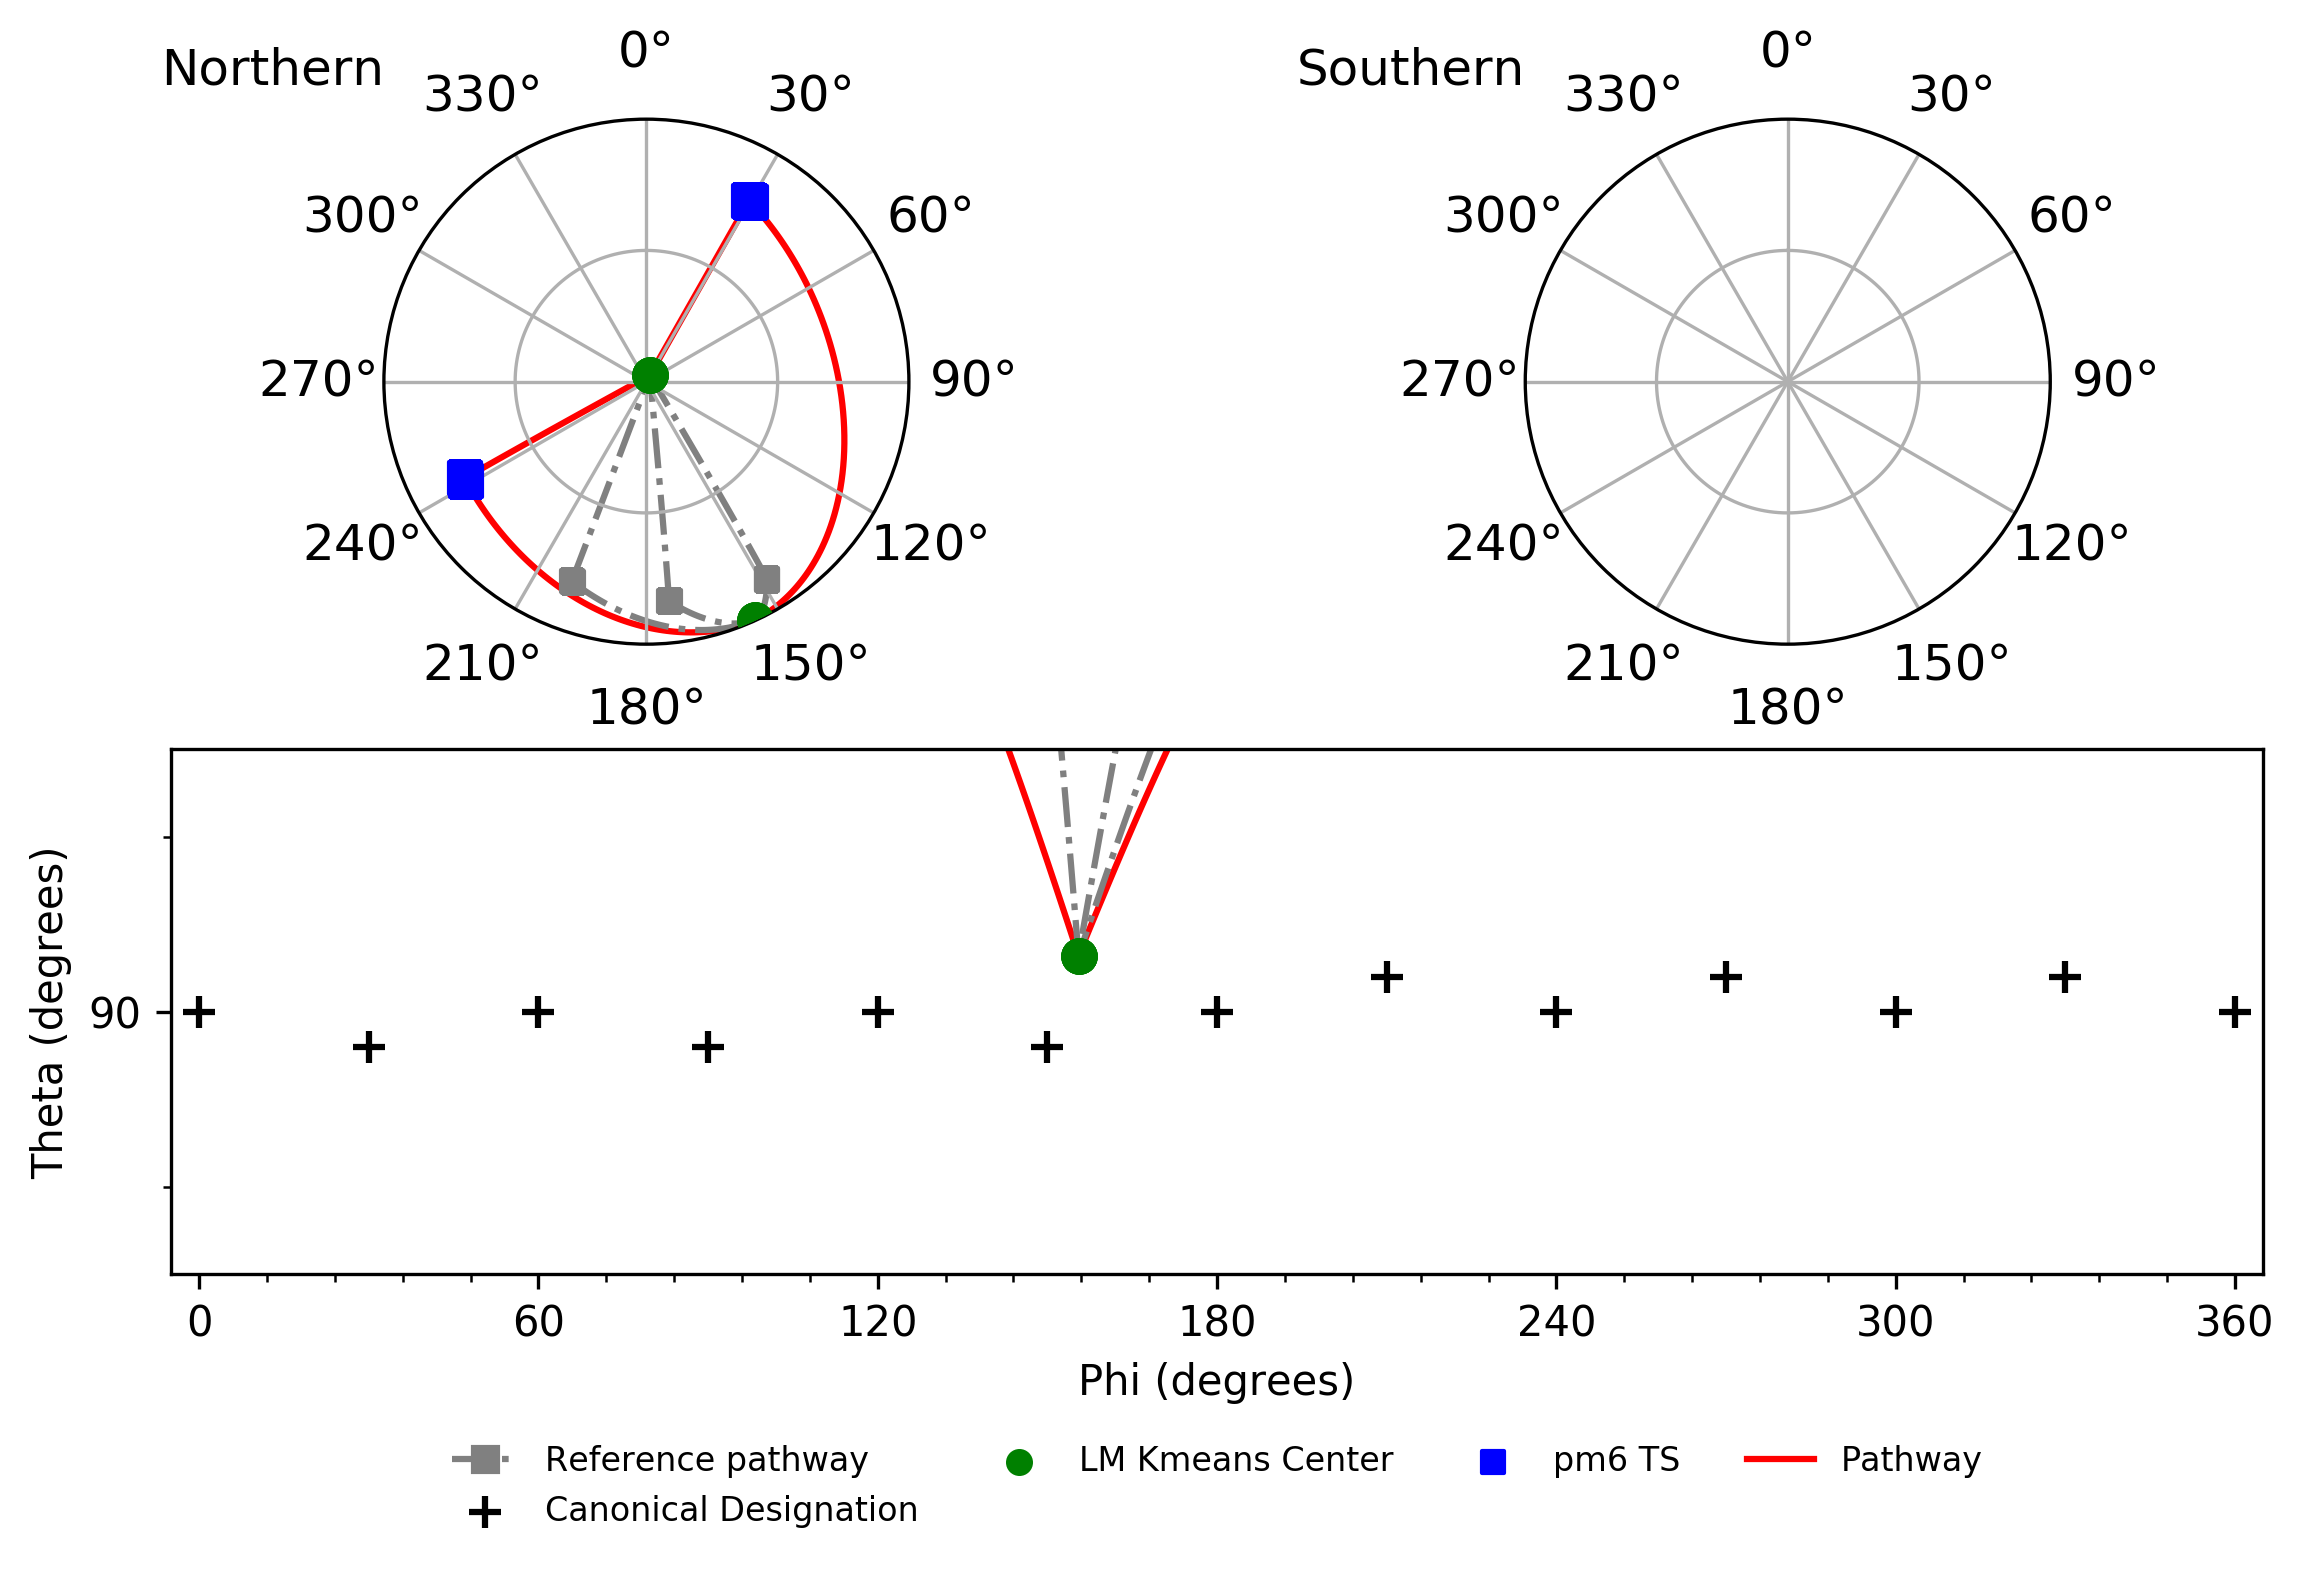 Northern
0°
30°
60°
90°
120°
150°
180°
210°
240°
270°
300°
330°
Southern
0°
30°
60°
90°
120°
150°
180°
210°
240°
270°
300°
330°
Theta (degrees)
90
0 60 120 180 240 300 360
Phi (degrees)
Reference pathway
Canonical Designation
LM Kmeans Center
pm6 TS
Pathway